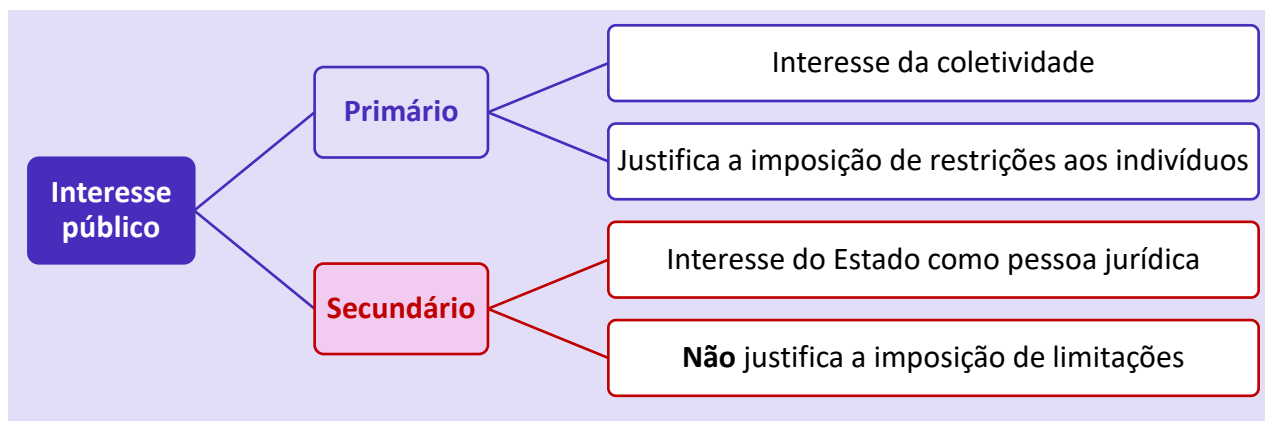 Interesse
público
Primário
Interesse da coletividade
Justifica a imposição de restrições aos indivíduos
Secundário
Interesse do Estado como pessoa jurídica
Não justifica a imposição de limitações